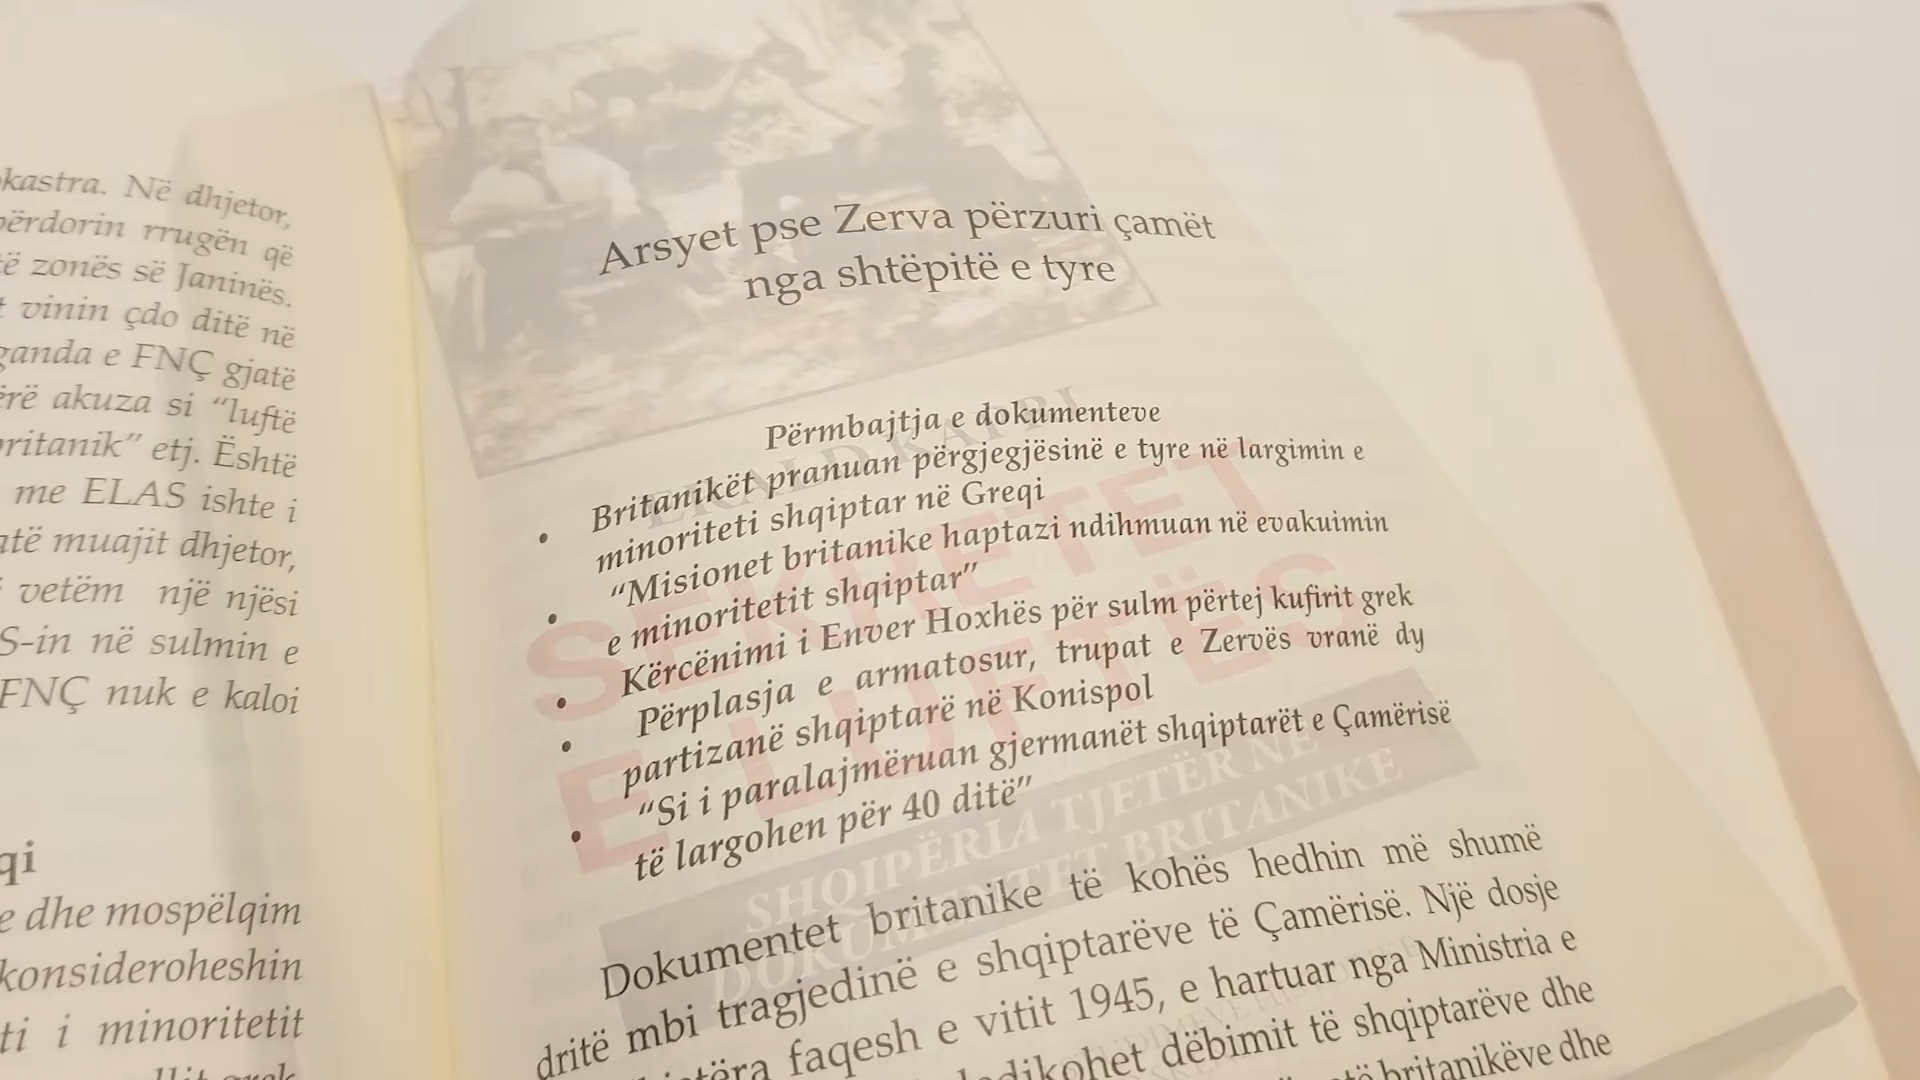 okastra. Në dhjetor,
përdorin rrugën që
të zonës së Janinës.
vinin çdo ditë në
ganda e FNÇ gjatë
akuza si “luftë
britanik” etj. Është
me ELAS ishte i
muajit dhjetor,
vetëm një njësi
S-in në sulmin e
FNÇ nuk e kaloi
qi
e dhe mospëlqim
konsideroheshin
ti i minoritetit
Arsyet pse Zerva përzuri çamët
nga shtëpitë e tyre
Përmbajtja e dokumenteve
• Britanikët pranuan përgjegjësinë e tyre në largimin e
minoriteti shqiptar në Greqi
• “Misionet britanike haptazi ndihmuan në evakuimin
e minoritetit shqiptar”
• Kërcënimi i Enver Hoxhës për sulm përtej kufirit grek
• Përplasja e armatosur, trupat e Zervës vranë dy
partizanë shqiptarë në Konispol
• “Si i paralajmëruan gjermanët shqiptarët e Çamërisë
të largohen për 40 ditë”
Dokumentet britanike të kohës hedhin më shumë
dritë mbi tragjedinë e shqiptarëve të Çamërisë. Një dosje
faqesh e vitit 1945, e hartuar nga Ministria e
dëbimit të shqiptarëve dhe
britanikëve dhe
SEKRETET
E LUFTËS
SHQIPËRIA TJETËR NË
DOKUMENTET BRITANIKE